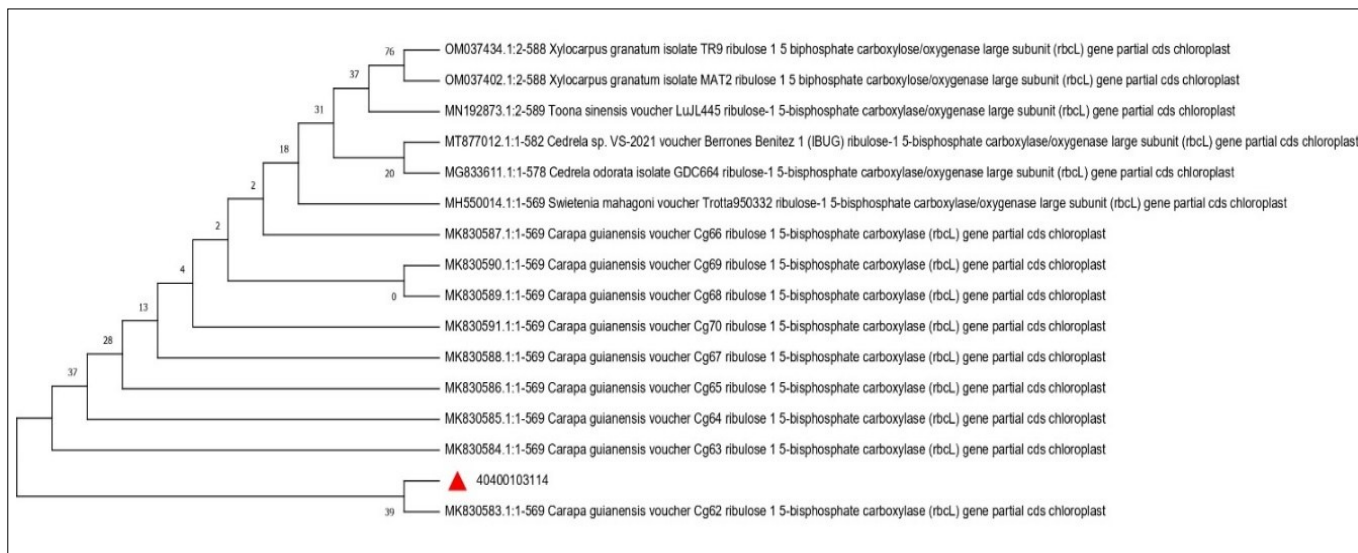 76
OM037434.1:2-588 Xylocarpus granatum isolate TR9 ribulose 1 5 biphosphate carboxylose/oxygenase large subunit (rbcL) gene partial cds chloroplast
37
OM037402.1:2-588 Xylocarpus granatum isolate MAT2 ribulose 1 5 biphosphate carboxylose/oxygenase large subunit (rbcL) gene partial cds chloroplast
31
MN192873.1:2-589 Toona sinensis voucher LuJL445 ribulose-1 5-bisphosphate carboxylase/oxygenase large subunit (rbcL) gene partial cds chloroplast
MT877012.1:1-582 Cedrela sp. VS-2021 voucher Berrones Benitez 1 (IBUG) ribulose-1 5-bisphosphate carboxylase/oxygenase large subunit (rbcL) gene partial cds chloroplast
18
20
MG833611.1:1-578 Cedrela odorata isolate GDC664 ribulose-1 5-bisphosphate carboxylase/oxygenase large subunit (rbcL) gene partial cds chloroplast
2
MH550014.1:1-569 Swietenia mahagoni voucher Trotta950332 ribulose-1 5-bisphosphate carboxylase/oxygenase large subunit (rbcL) gene partial cds chloroplast
2
MK830587.1:1-569 Carapa guianensis voucher Cg66 ribulose 1 5-bisphosphate carboxylase (rbcL) gene partial cds chloroplast
4
MK830590.1:1-569 Carapa guianensis voucher Cg69 ribulose 1 5-bisphosphate carboxylase (rbcL) gene partial cds chloroplast
0
MK830589.1:1-569 Carapa guianensis voucher Cg68 ribulose 1 5-bisphosphate carboxylase (rbcL) gene partial cds chloroplast
13
MK830591.1:1-569 Carapa guianensis voucher Cg70 ribulose 1 5-bisphosphate carboxylase (rbcL) gene partial cds chloroplast
28
MK830588.1:1-569 Carapa guianensis voucher Cg67 ribulose 1 5-bisphosphate carboxylase (rbcL) gene partial cds chloroplast
37
MK830586.1:1-569 Carapa guianensis voucher Cg65 ribulose 1 5-bisphosphate carboxylase (rbcL) gene partial cds chloroplast
MK830585.1:1-569 Carapa guianensis voucher Cg64 ribulose 1 5-bisphosphate carboxylase (rbcL) gene partial cds chloroplast
MK830584.1:1-569 Carapa guianensis voucher Cg63 ribulose 1 5-bisphosphate carboxylase (rbcL) gene partial cds chloroplast
40400103114
39
MK830583.1:1-569 Carapa guianensis voucher Cg62 ribulose 1 5-bisphosphate carboxylase (rbcL) gene partial cds chloroplast